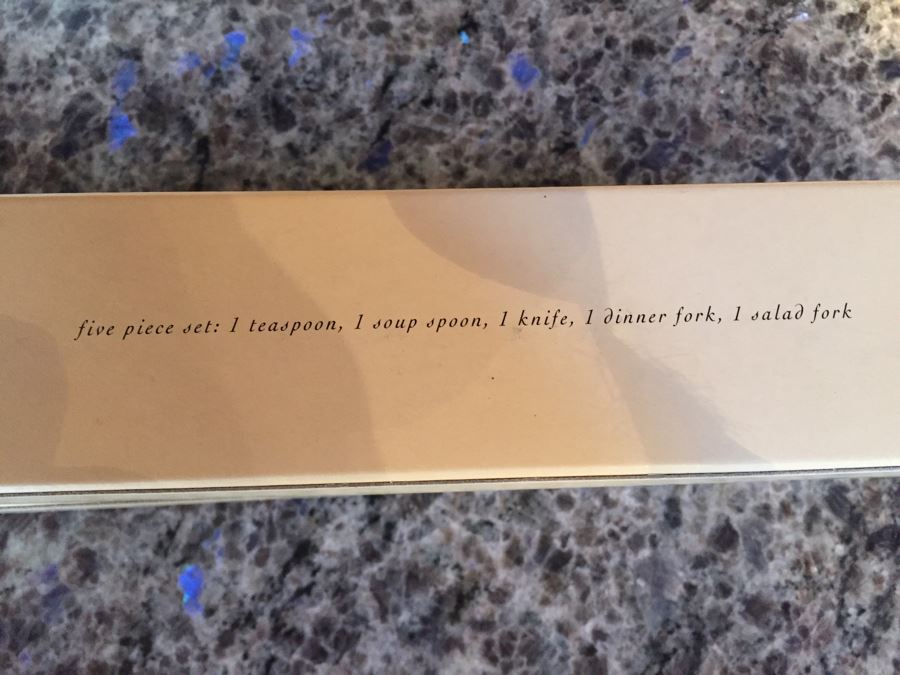 five piece set: 1 teaspoon, 1 soup spoon, 1 knife, 1 dinner fork, 1 salad fork